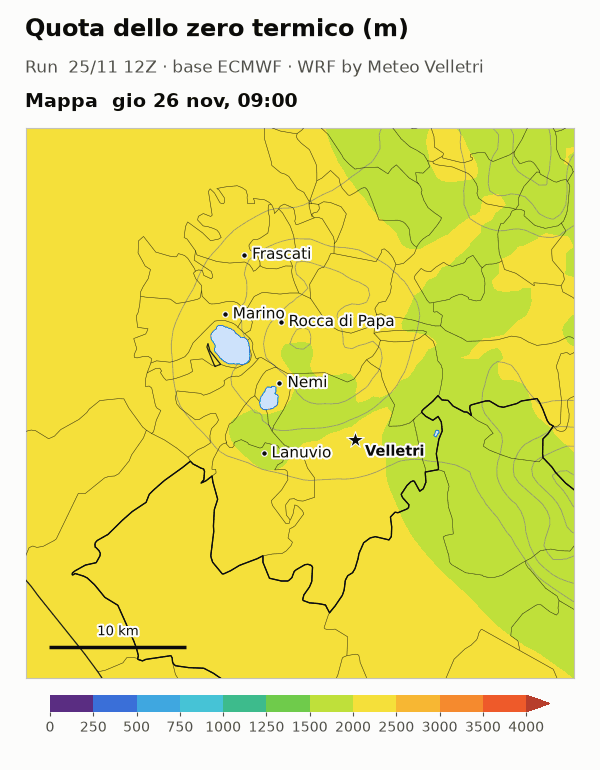 Quota dello zero termico (m)
Run  25/11 12Z · base ECMWF · WRF by Meteo Velletri
Mappa  gio 26 nov, 09:00
Frascati
Marino
Rocca di Papa
Nemi
Velletri
Lanuvio
10 km
0 250 500 750 1000 1250 1500 2000 2500 3000 3500 4000